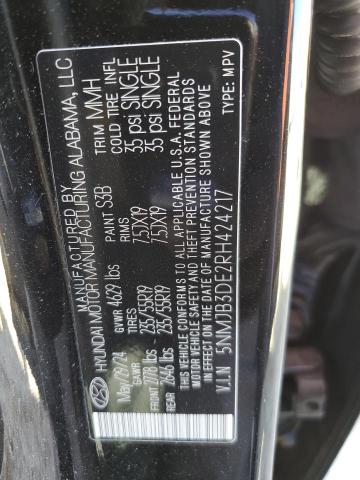 MANUFACTURED BY
HYUNDAI MOTOR MANUFACTURING ALABAMA, LLC
May/29/24 GVWR 4629 lbs PAINT S3B TRIM MMH
GAWR TIRES RIMS COLD TIRE INFL
FRONT 2778 lbs 235/55R19 7.5JX19 35 psi SINGLE
REAR 2646 lbs 235/55R19 7.5JX19 35 psi SINGLE
THIS VEHICLE CONFORMS TO ALL APPLICABLE U.S.A. FEDERAL
MOTOR VEHICLE SAFETY AND THEFT PREVENTION STANDARDS
IN EFFECT ON THE DATE OF MANUFACTURE SHOWN ABOVE.
V.I.N 5NMJB3DE2RH424217 TYPE: MPV